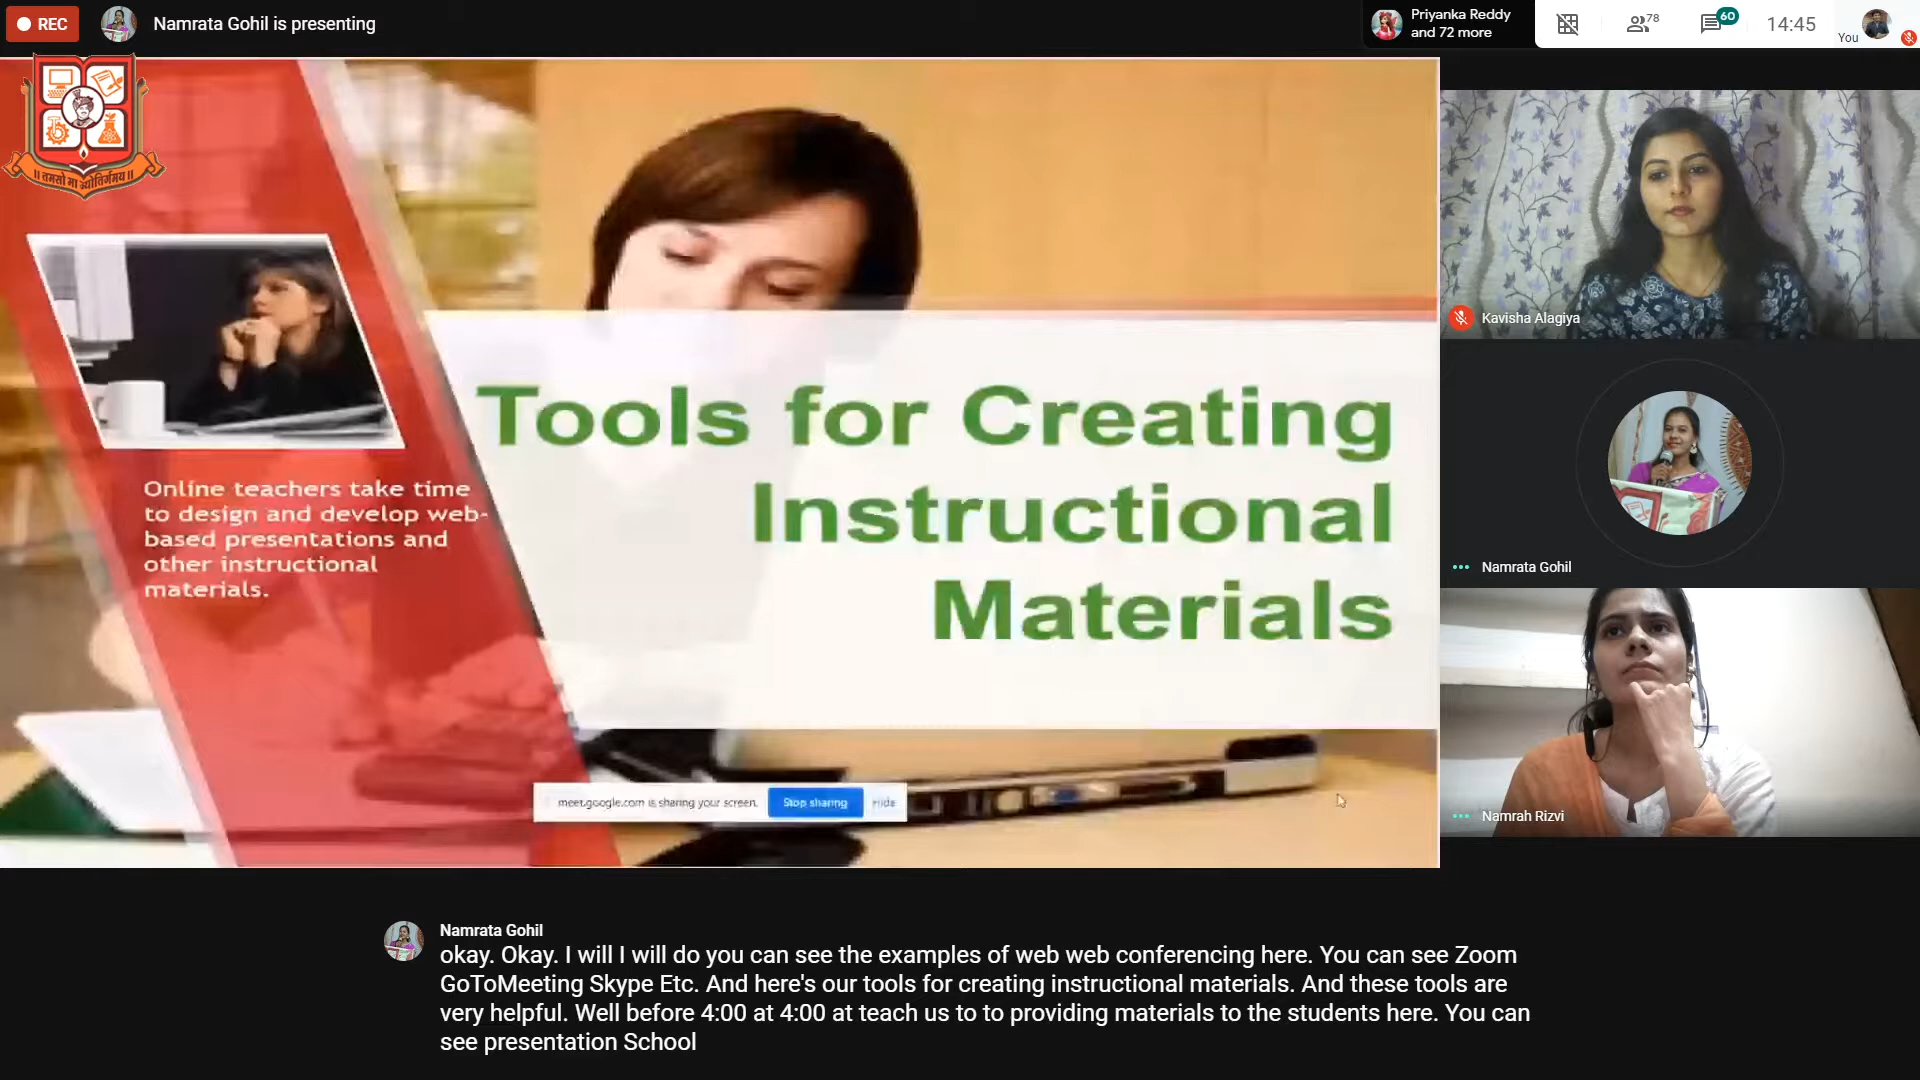 REC
Namrata Gohil is presenting
Priyanka Reddy
and 72 more
78
60
14:45
You
॥ तमसो मा ज्योतिर्गमय ॥
Online teachers take time
to design and develop web-
based presentations and
other instructional
materials.
Tools for Creating
Instructional
Materials
meet.google.com is sharing your screen.
Stop sharing
Hide
Kavisha Alagiya
Namrata Gohil
Namrah Rizvi
Namrata Gohil
okay. Okay. I will I will do you can see the examples of web web conferencing here. You can see Zoom
GoToMeeting Skype Etc. And here's our tools for creating instructional materials. And these tools are
very helpful. Well before 4:00 at 4:00 at teach us to to providing materials to the students here. You can
see presentation School